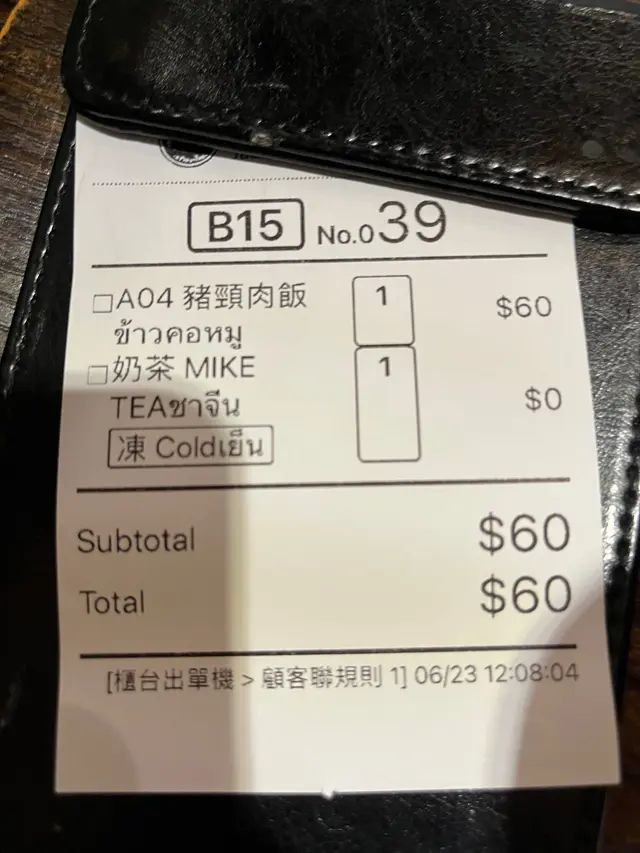 B15 No.039
□A04 豬頸肉飯 1 $60
ข้าวคอหมู
□奶茶 MIKE 1
TEAชาจีน $0
凍 Coldเย็น
Subtotal $60
Total $60
[櫃台出單機 > 顧客聯規則 1] 06/23 12:08:04